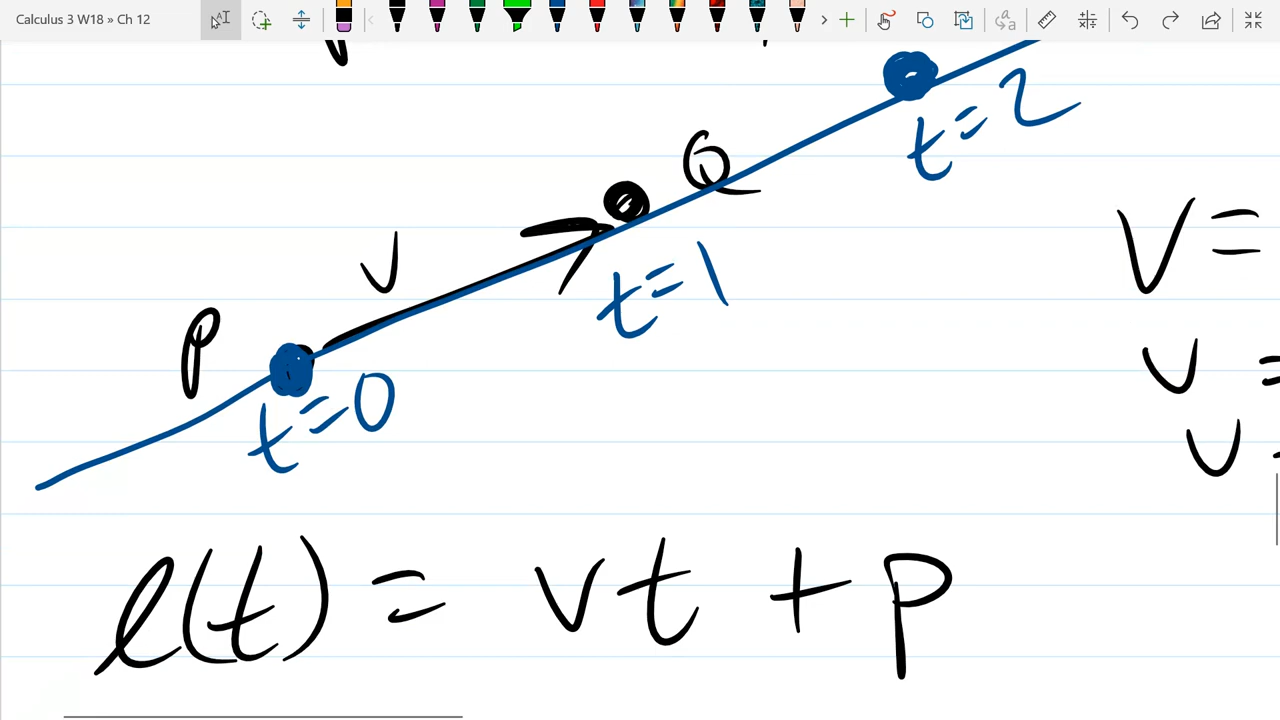 Calculus 3 W18 » Ch 12
t=2
Q
V=
t=1
v
P
v =
t=0
v =
l(t) = vt + P